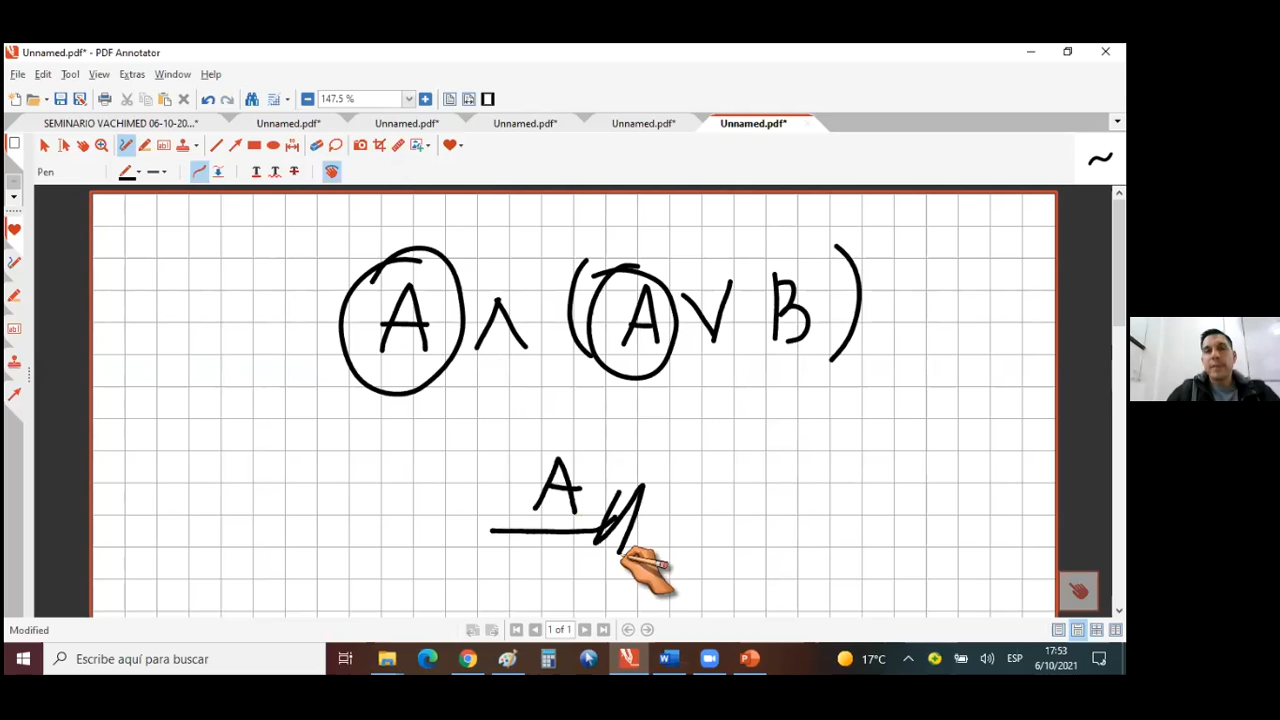 Unnamed.pdf* - PDF Annotator
File Edit Tool View Extras Window Help
147.5 %
SEMINARIO VACHIMED 06-10-20...* Unnamed.pdf* Unnamed.pdf* Unnamed.pdf* Unnamed.pdf* Unnamed.pdf*
Pen
A ∧ (A ∨ B)
A
1 of 1
Modified
Escribe aquí para buscar
17°C
ESP
17:53
6/10/2021